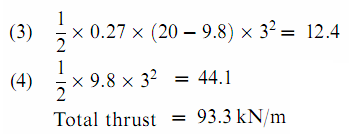 (3) 1/2 × 0.27 × (20 − 9.8) × 3² = 12.4
(4) 1/2 × 9.8 × 3² = 44.1
Total thrust = 93.3 kN/m